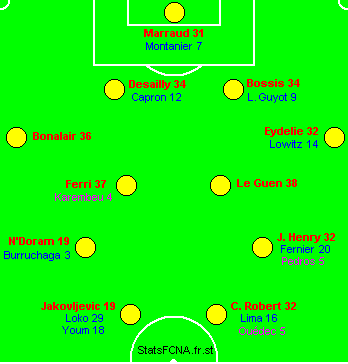 Marraud 31
Montanier 7
Desailly 34
Capron 12
Bossis 34
L. Guyot 9
Bonalair 36
Eydelie 32
Lowitz 14
Ferri 37
Karembeu 4
Le Guen 38
N'Doram 19
Burruchaga 3
J. Henry 32
Fernier 20
Pedros 5
Jakovljevic 19
Loko 29
Youm 18
C. Robert 32
Lima 16
Ouédec 5
StatsFCNA.fr.st